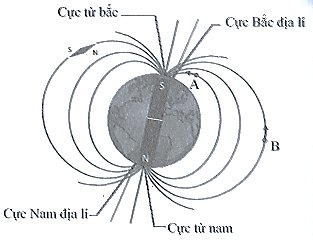 Cực từ bắc
Cực Bắc địa lí
S
N
S
A
B
N
Cực Nam địa lí
Cực từ nam